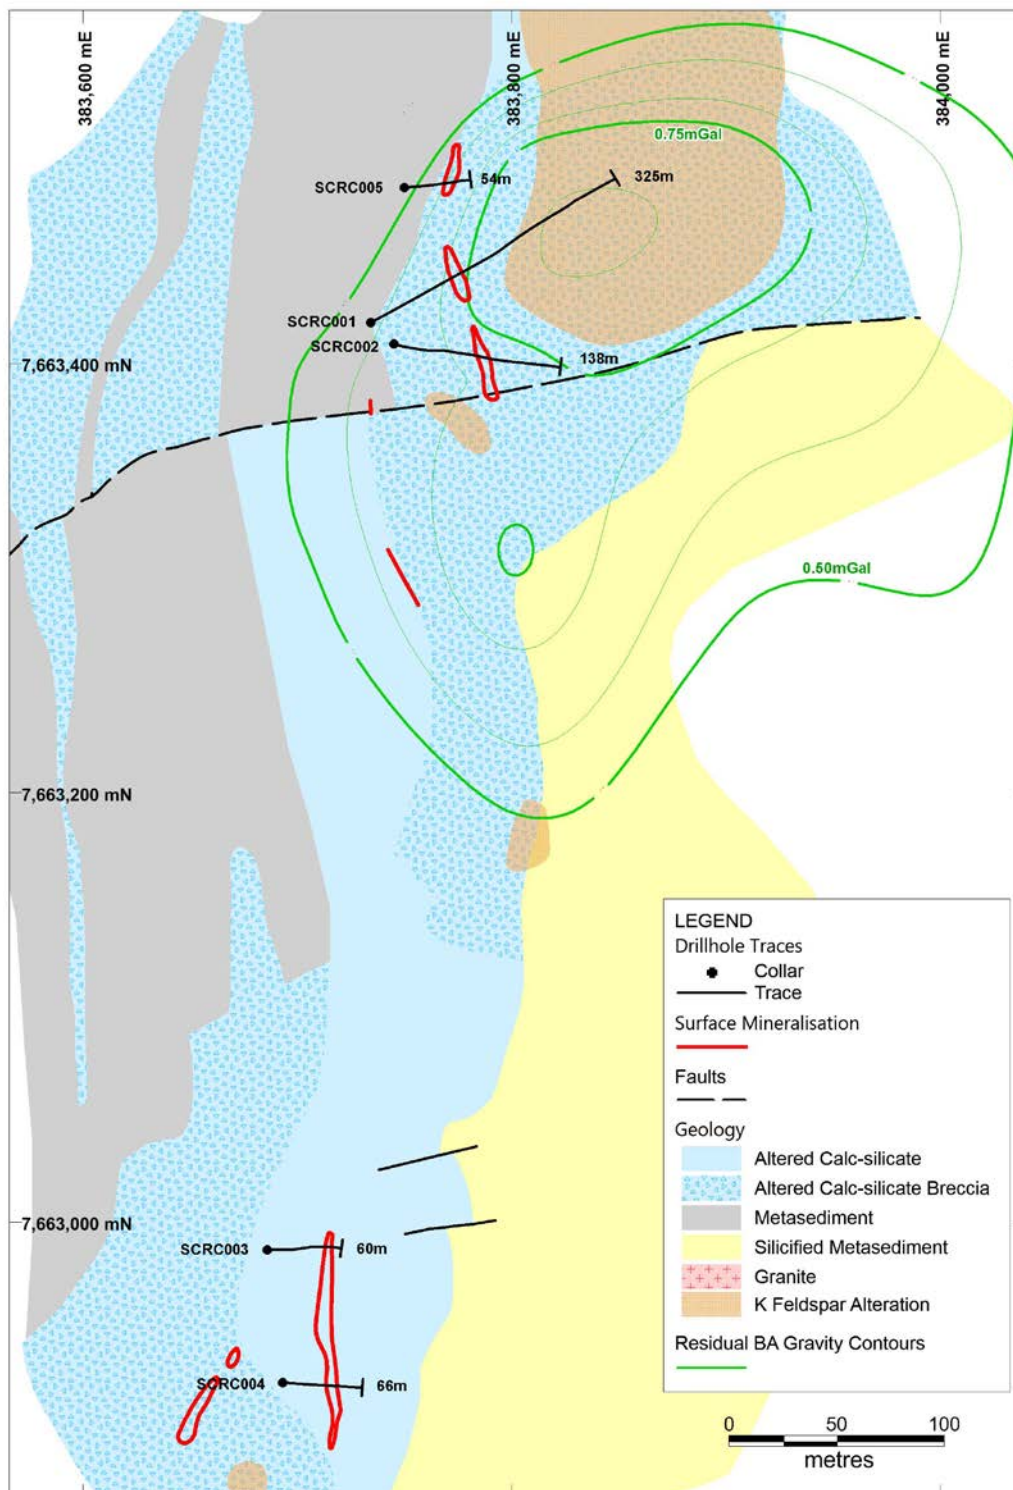 383,600 mE
383,800 mE
384,000 mE
0.75mGal
SCRC005
54m
325m
SCRC001
SCRC002
138m
7,663,400 mN
0.50mGal
7,663,200 mN
7,663,000 mN
SCRC003
60m
SCRC004
66m
LEGEND
Drillhole Traces
Collar
Trace
Surface Mineralisation
Faults
Geology
Altered Calc-silicate
Altered Calc-silicate Breccia
Metasediment
Silicified Metasediment
Granite
K Feldspar Alteration
Residual BA Gravity Contours
0 50 100
metres